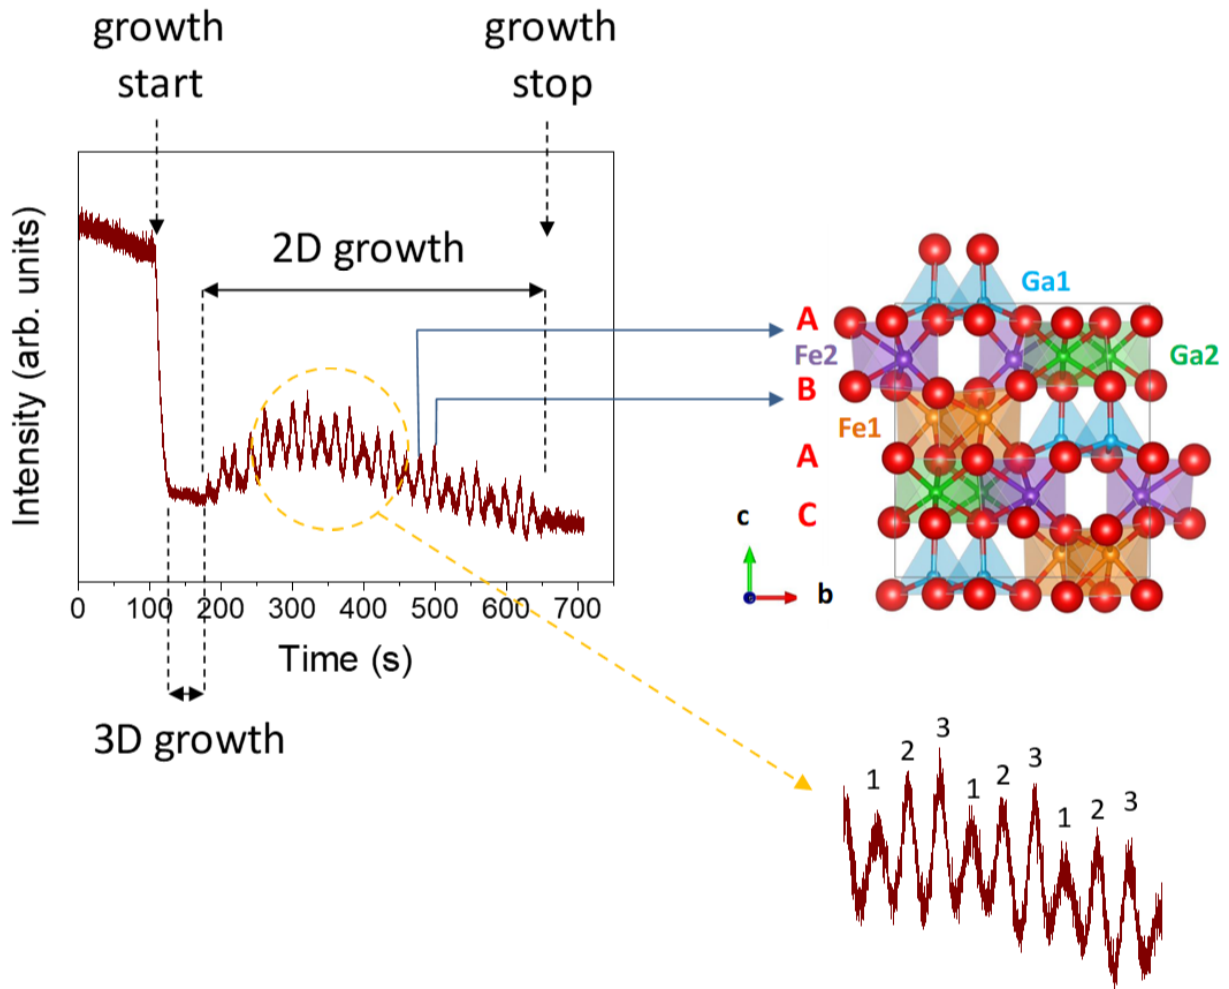 growth
start
growth
stop
2D growth
Intensity (arb. units)
0 100 200 300 400 500 600 700
Time (s)
3D growth
Ga1
A
Fe2
Ga2
B
Fe1
A
C
c
b
1 2 3 1 2 3 1 2 3